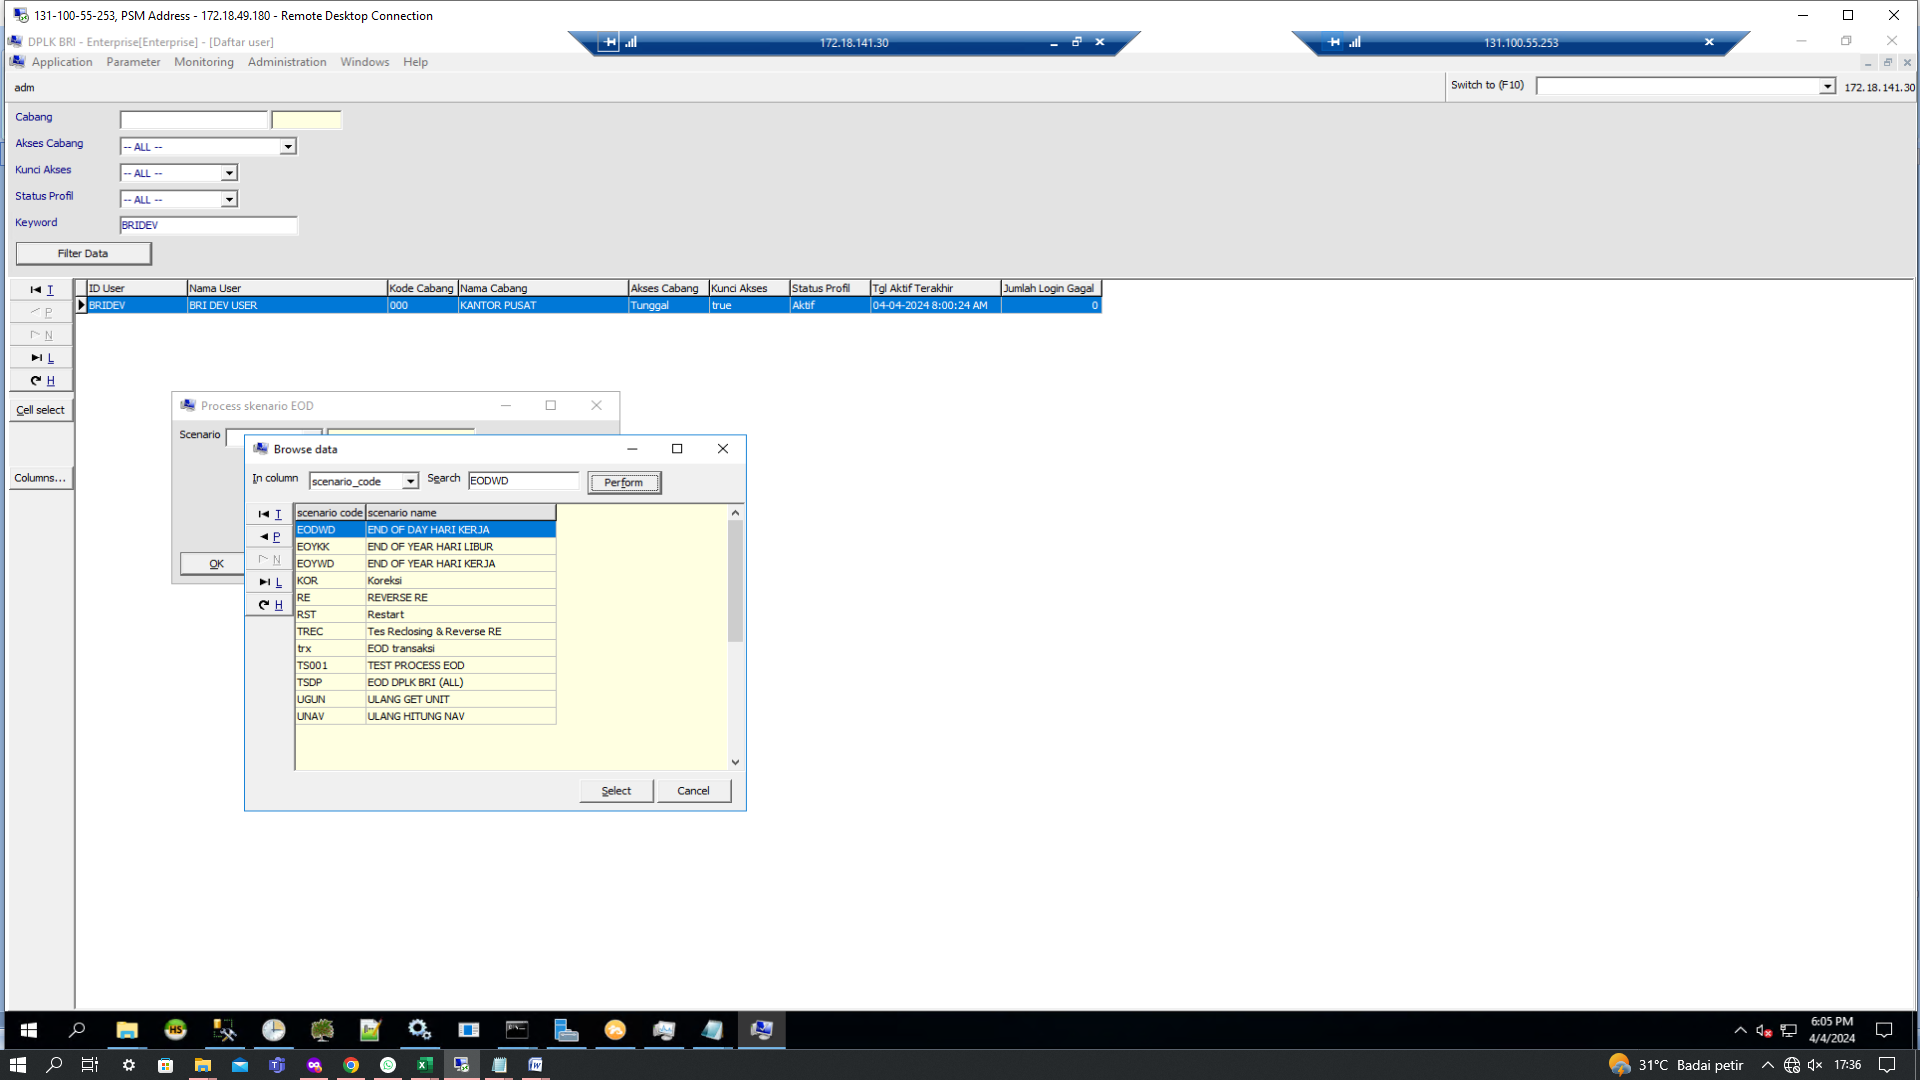 131-100-55-253, PSM Address - 172.18.49.180 - Remote Desktop Connection
DPLK BRI - Enterprise[Enterprise] - [Daftar user]
172.18.141.30
131.100.55.253
Application Parameter Monitoring Administration Windows Help
adm
Switch to (F10)
172.18.141.30
Cabang
Akses Cabang -- ALL --
Kunci Akses -- ALL --
Status Profil -- ALL --
Keyword BRIDEV
Filter Data
T
P
N
L
H
Cell select
Columns...
ID User Nama User Kode Cabang Nama Cabang Akses Cabang Kunci Akses Status Profil Tgl Aktif Terakhir Jumlah Login Gagal
BRIDEV BRI DEV USER 000 KANTOR PUSAT Tunggal true Aktif 04-04-2024 8:00:24 AM 0
Process skenario EOD
Scenario
OK
Browse data
In column scenario_code Search EODWD Perform
T
P
N
L
H
scenario code scenario name
EODWD END OF DAY HARI KERJA
EOYKK END OF YEAR HARI LIBUR
EOYWD END OF YEAR HARI KERJA
KOR Koreksi
RE REVERSE RE
RST Restart
TREC Tes Reclosing & Reverse RE
trx EOD transaksi
TS001 TEST PROCESS EOD
TSDP EOD DPLK BRI (ALL)
UGUN ULANG GET UNIT
UNAV ULANG HITUNG NAV
Select Cancel
HS
6:05 PM
4/4/2024
31°C Badai petir
17:36